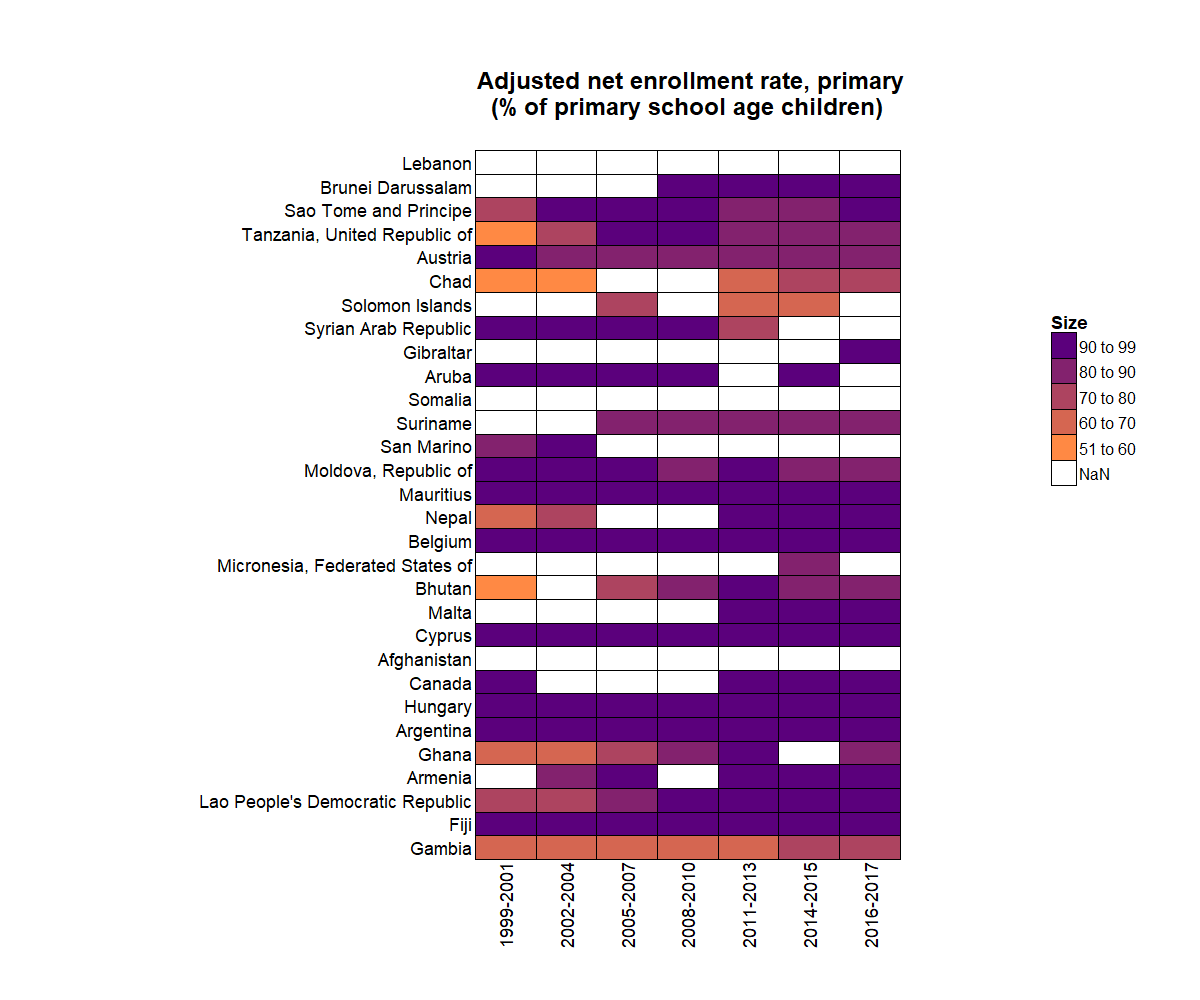 Adjusted net enrollment rate, primary
(% of primary school age children)
Lebanon
Brunei Darussalam
Sao Tome and Principe
Tanzania, United Republic of
Austria
Chad
Solomon Islands
Syrian Arab Republic
Gibraltar
Aruba
Somalia
Suriname
San Marino
Moldova, Republic of
Mauritius
Nepal
Belgium
Micronesia, Federated States of
Bhutan
Malta
Cyprus
Afghanistan
Canada
Hungary
Argentina
Ghana
Armenia
Lao People's Democratic Republic
Fiji
Gambia
1999-2001
2002-2004
2005-2007
2008-2010
2011-2013
2014-2015
2016-2017
Size
90 to 99
80 to 90
70 to 80
60 to 70
51 to 60
NaN